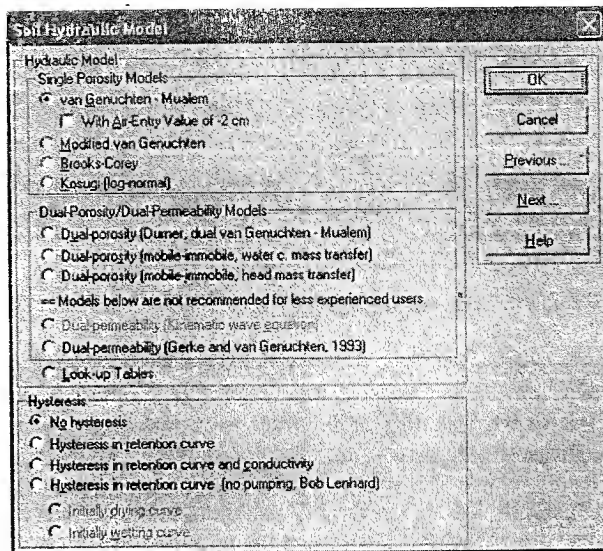 Soil Hydraulic Model
Hydraulic Model
Single Porosity Models
van Genuchten - Mualem
With Air-Entry Value of -2 cm
Modified van Genuchten
Brooks-Corey
Kosugi (log-normal)
Dual-Porosity/Dual-Permeability Models
Dual-porosity (Durner, dual van Genuchten - Mualem)
Dual-porosity (mobile-immobile, water c. mass transfer)
Dual-porosity (mobile-immobile, head mass transfer)
== Models below are not recommended for less experienced users
Dual-permeability (Kinematic wave equation)
Dual-permeability (Gerke and van Genuchten, 1993)
Look-up Tables
Hysteresis
No hysteresis
Hysteresis in retention curve
Hysteresis in retention curve and conductivity
Hysteresis in retention curve (no pumping, Bob Lenhard)
Initially drying curve
Initially wetting curve
OK
Cancel
Previous ...
Next ...
Help